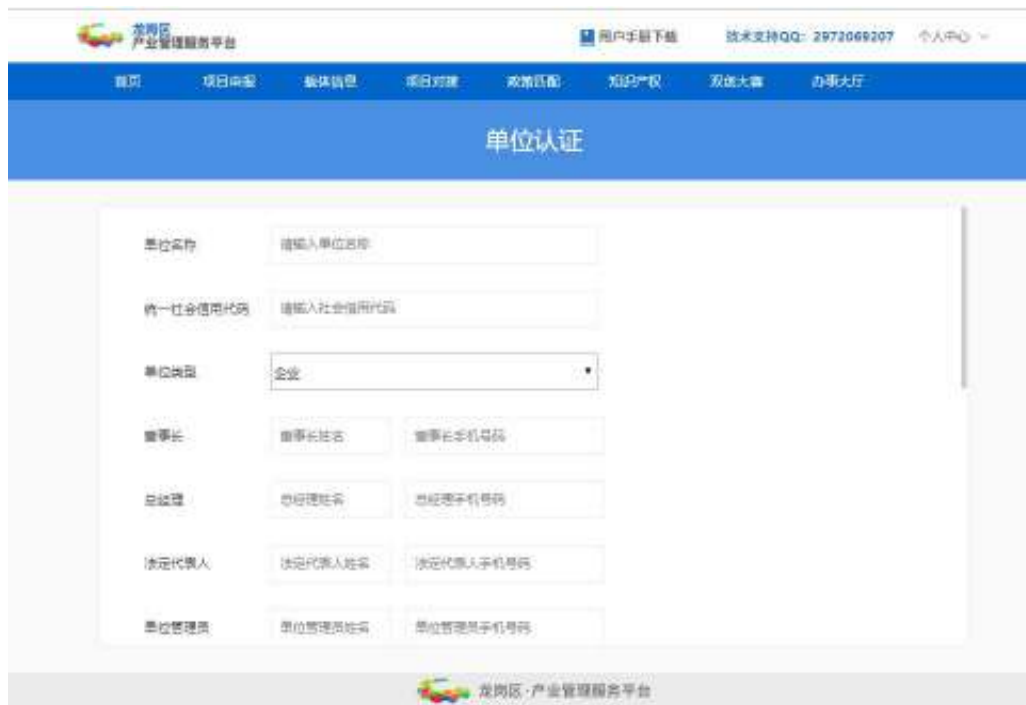 龙岗区
产业管理服务平台
用户手册下载 技术支持QQ: 2972069207 个人中心
首页 项目申报 载体信息 项目对接 政策匹配 知识产权 双创大赛 办事大厅
单位认证
单位名称 请输入单位名称
统一社会信用代码 请输入社会信用代码
单位类型 企业
董事长 董事长姓名 董事长手机号码
总经理 总经理姓名 总经理手机号码
法定代表人 法定代表人姓名 法定代表人手机号码
单位管理员 单位管理员姓名 单位管理员手机号码
龙岗区·产业管理服务平台